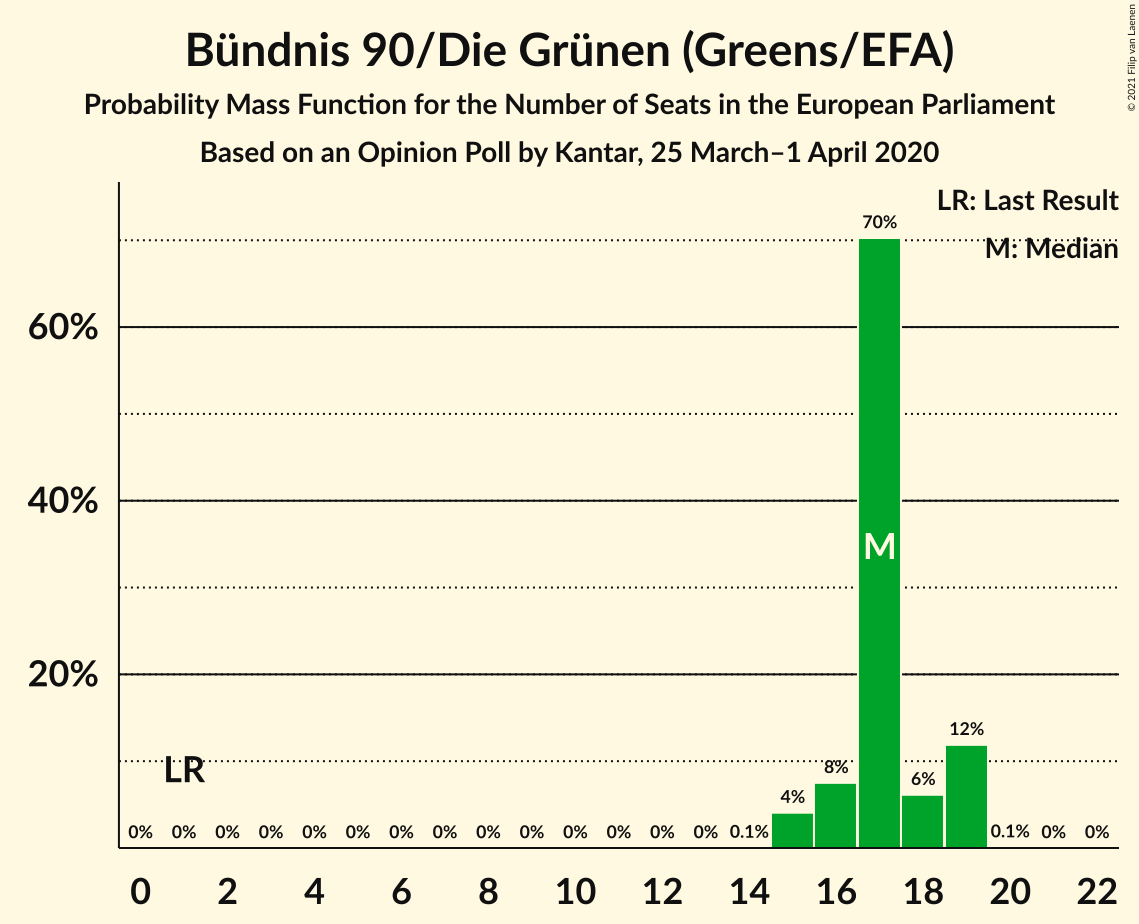 Bündnis 90/Die Grünen (Greens/EFA)
Probability Mass Function for the Number of Seats in the European Parliament
Based on an Opinion Poll by Kantar, 25 March–1 April 2020
© 2021 Filip van Laenen
LR: Last Result
M: Median
70%
60%
40%
M
20%
12%
LR
8%
6%
4%
0% 0% 0% 0% 0% 0% 0% 0% 0% 0% 0% 0% 0% 0% 0.1% 0.1% 0% 0%
0 2 4 6 8 10 12 14 16 18 20 22